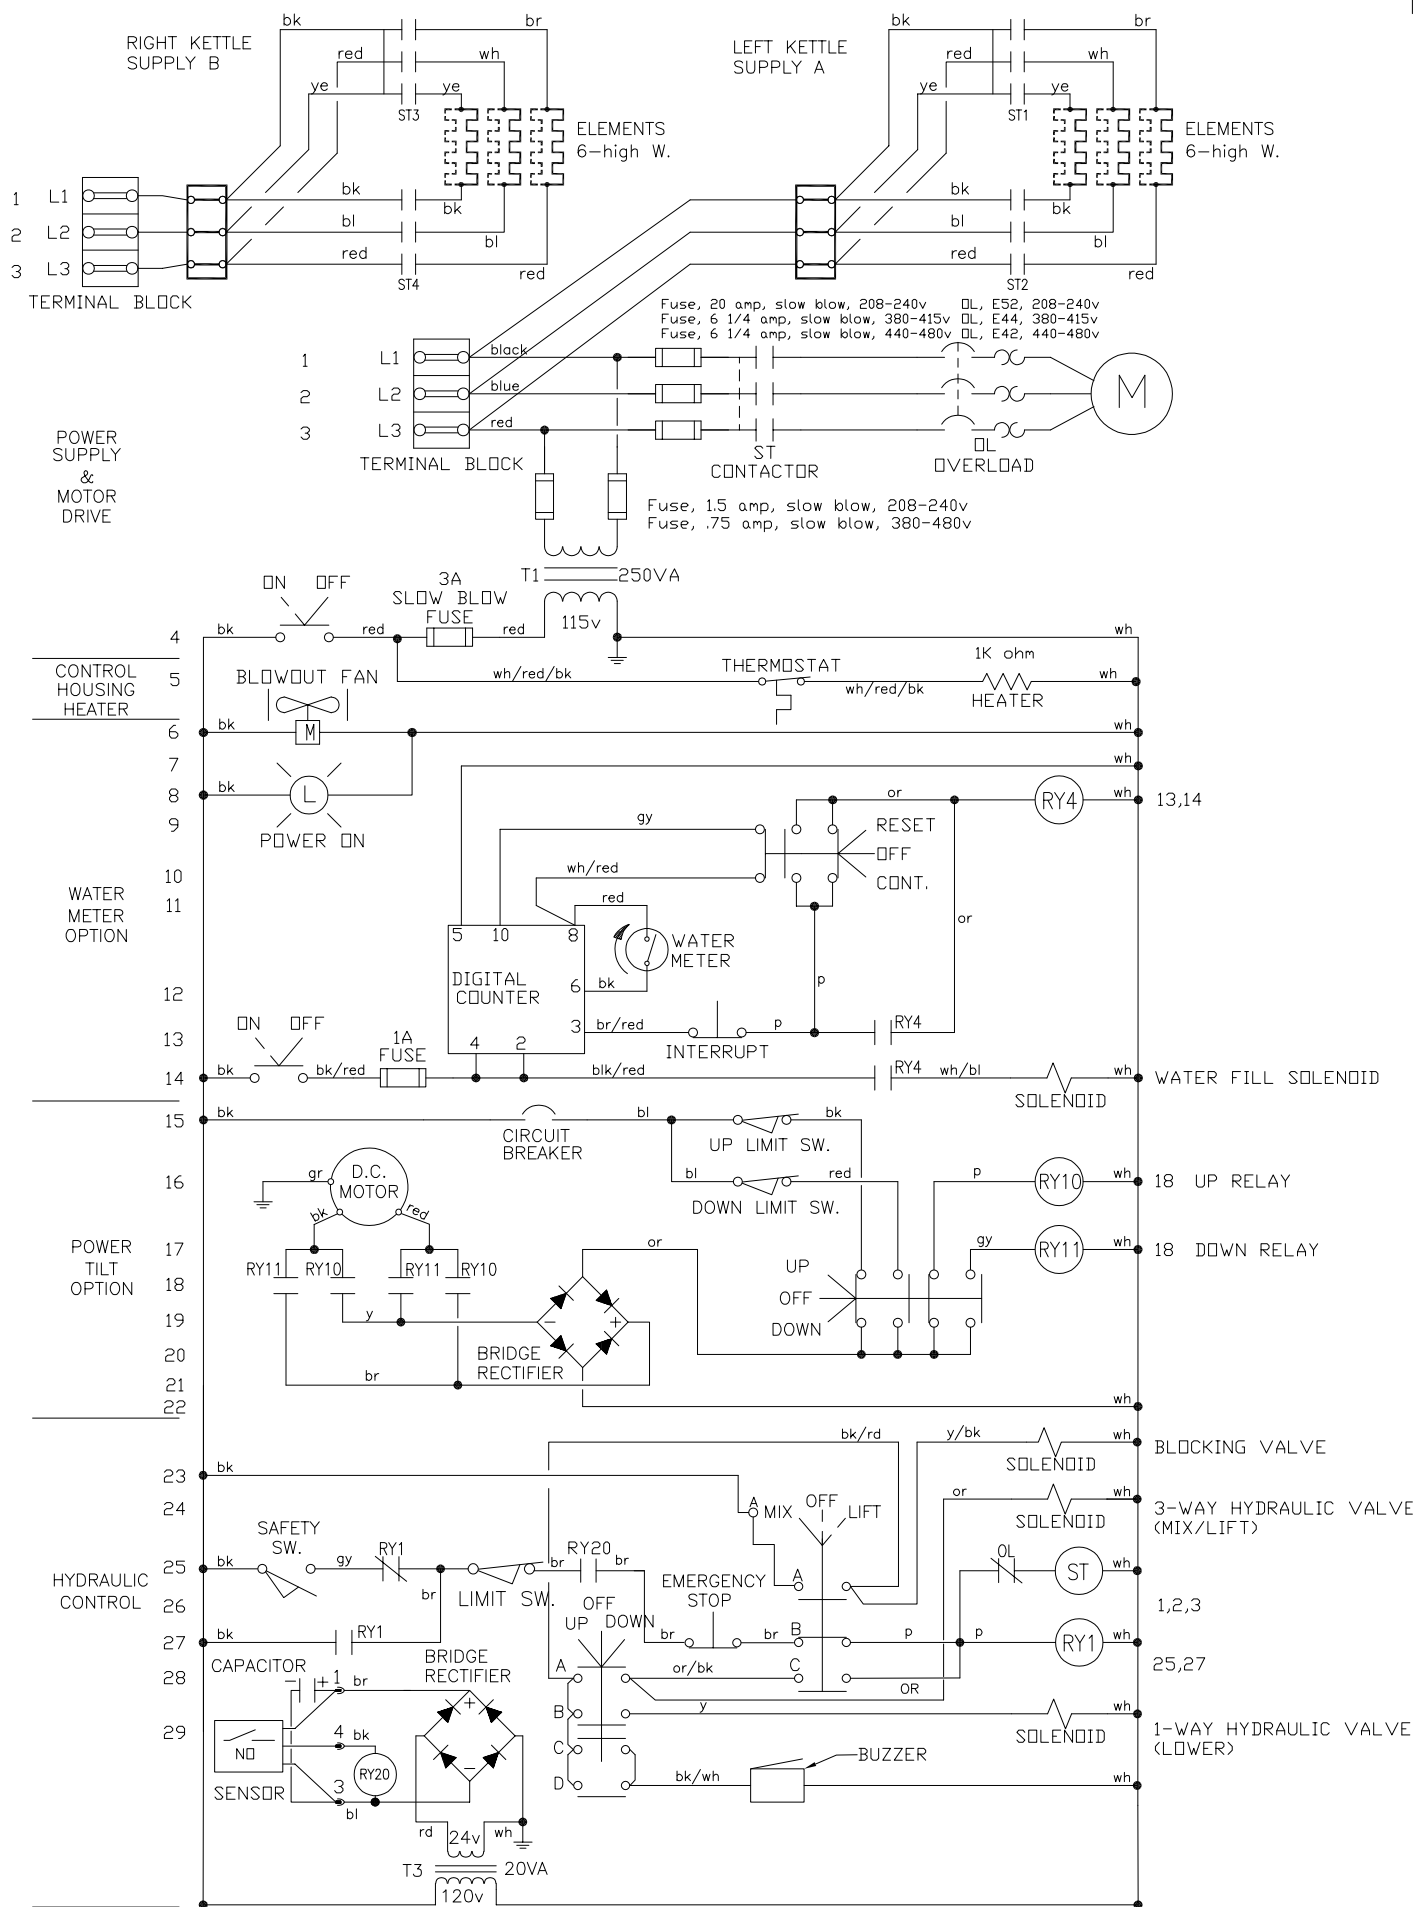 bk
br
bk
br
RIGHT KETTLE
SUPPLY B
red
wh
LEFT KETTLE
SUPPLY A
red
wh
ye
ye
ye
ye
ST3
ST1
ELEMENTS
6-high W.
ELEMENTS
6-high W.
1 L1
bk
bk
bk
bk
2 L2
bl
bl
bl
bl
3 L3
red
red
red
red
ST4
ST2
TERMINAL BLOCK
Fuse, 20 amp, slow blow, 208-240v OL, E52, 208-240v
Fuse, 6 1/4 amp, slow blow, 380-415v OL, E44, 380-415v
Fuse, 6 1/4 amp, slow blow, 440-480v OL, E42, 440-480v
1 L1 black
2 L2 blue
M
3 L3 red
ST
CONTACTOR
OL
OVERLOAD
TERMINAL BLOCK
POWER
SUPPLY
&
MOTOR
DRIVE
Fuse, 1.5 amp, slow blow, 208-240v
Fuse, .75 amp, slow blow, 380-480v
T1 250VA
ON OFF
3A
SLOW BLOW
FUSE
115v
4 bk red red wh
CONTROL
HOUSING
HEATER
5
BLOWOUT FAN
wh/red/bk
THERMOSTAT
wh/red/bk
1K ohm
HEATER
wh
6 bk M wh
7 wh
8 bk L or RY4 wh 13,14
9 POWER ON gy RESET
OFF
CONT.
10 wh/red
11 red
WATER
METER
OPTION
or
5 10 8
WATER
METER
DIGITAL
COUNTER
6 bk p
12
ON OFF
13 1A
FUSE
3 br/red p RY4
INTERRUPT
4 2
14 bk bk/red blk/red RY4 wh/bl wh WATER FILL SOLENOID
SOLENOID
15 bk bl bk
CIRCUIT
BREAKER
UP LIMIT SW.
16 gr D.C.
MOTOR
bl red p RY10 wh 18 UP RELAY
DOWN LIMIT SW.
bk red
POWER
TILT
OPTION
17 or gy RY11 wh 18 DOWN RELAY
RY11 RY10 RY11 RY10
18 UP
OFF
DOWN
19 y - +
20 BRIDGE
RECTIFIER
21 br
22 wh
bk/rd y/bk wh BLOCKING VALVE
SOLENOID
23 bk
24 A MIX OFF LIFT or wh
SOLENOID
3-WAY HYDRAULIC VALVE
(MIX/LIFT)
SAFETY
SW.
25 bk gy RY1 br RY20 br A OL ST wh
HYDRAULIC
CONTROL
br LIMIT SW.
EMERGENCY
STOP
26 OFF 1,2,3
UP DOWN
27 bk RY1 br br B p p RY1 wh
25,27
28 CAPACITOR
BRIDGE
RECTIFIER
A or/bk C OR
- + 1 br +
B y wh
SOLENOID
1-WAY HYDRAULIC VALVE
(LOWER)
29 NO 4 bk
C BUZZER
RY20
SENSOR 3 bl -
D bk/wh wh
rd 24v wh
T3 20VA
120v